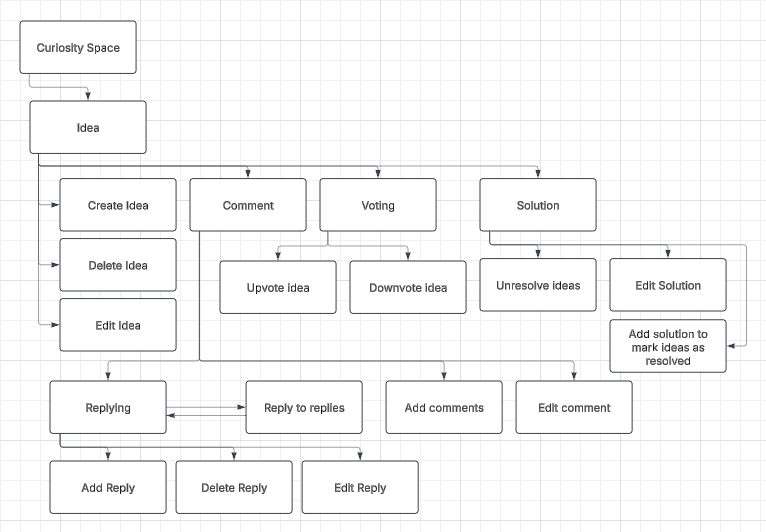 Curiosity Space
Idea
Create Idea
Comment
Voting
Solution
Delete Idea
Upvote idea
Downvote idea
Unresolve ideas
Edit Solution
Edit Idea
Add solution to
mark ideas as
resolved
Replying
Reply to replies
Add comments
Edit comment
Add Reply
Delete Reply
Edit Reply